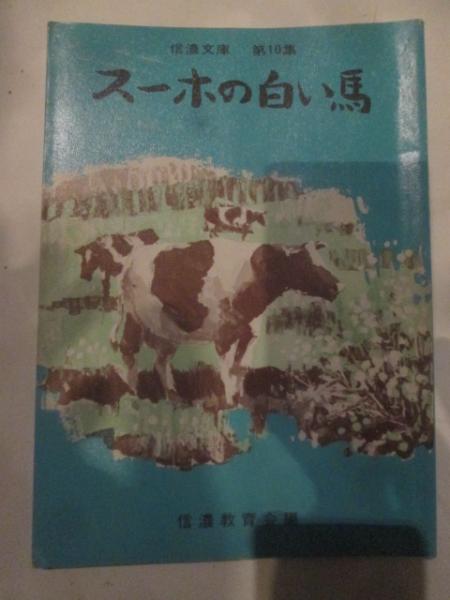 信濃文庫 第10集
スーホの白い馬
信濃教育会編